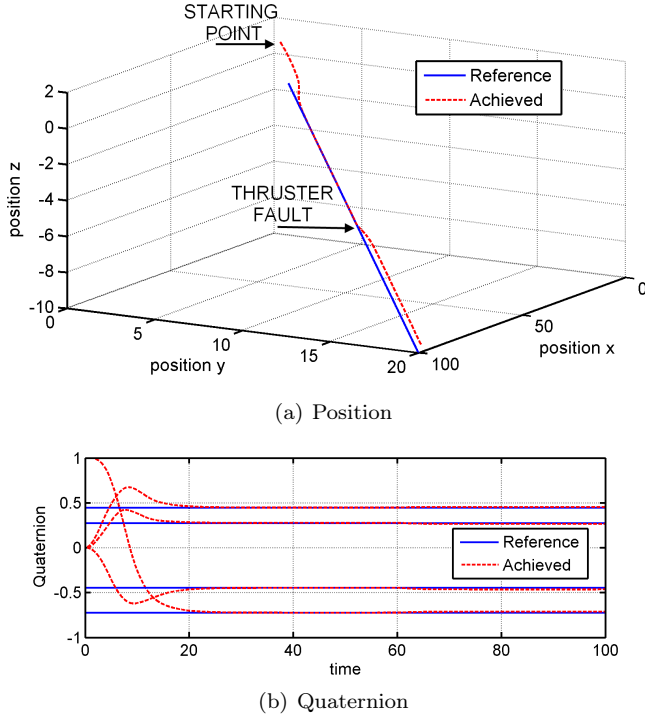 STARTING
POINT
Reference
Achieved
2
0
-2
-4
-6
-8
-10
position z
THRUSTER
FAULT
0
5
10
15
20
position y
0
50
100
position x
(a) Position
1
0.5
0
-0.5
-1
Quaternion
Reference
Achieved
0
20
40
60
80
100
time
(b) Quaternion